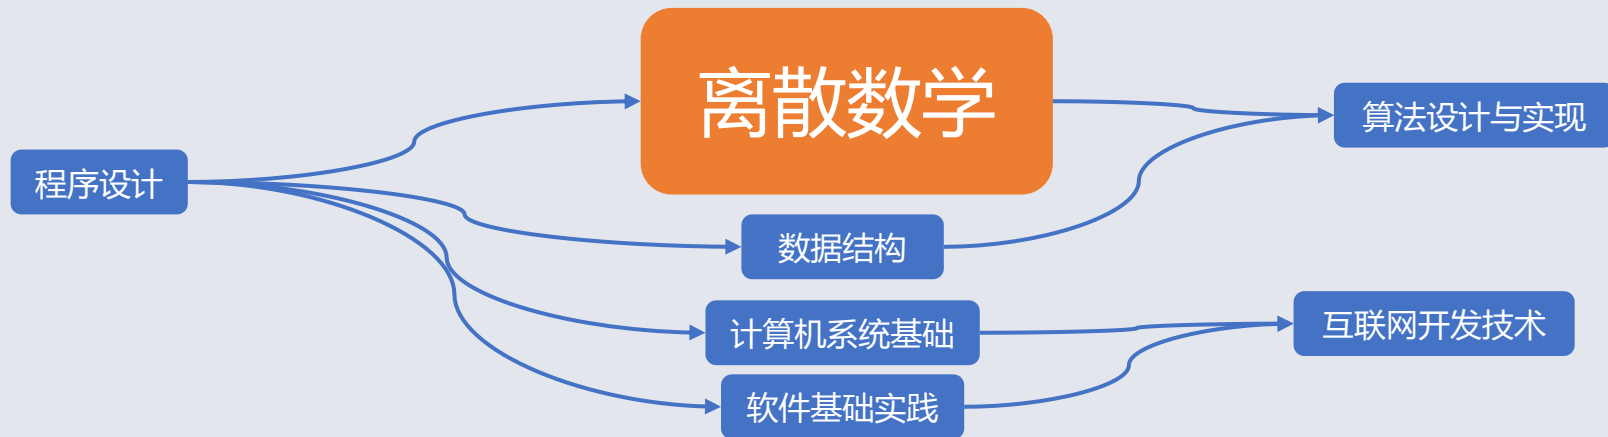 离散数学
算法设计与实现
程序设计
数据结构
计算机系统基础
互联网开发技术
软件基础实践